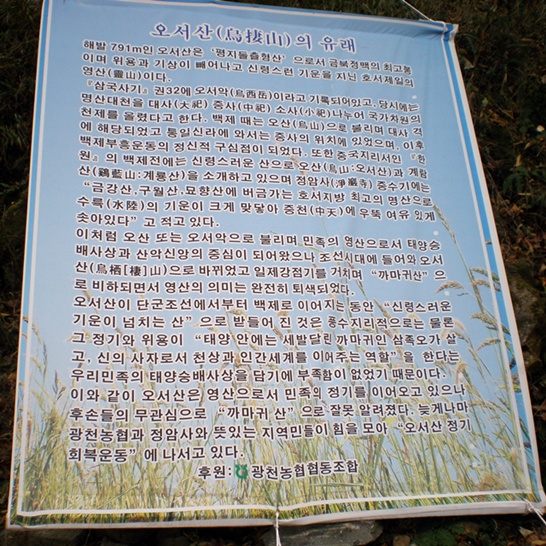 오서산(烏捿山)의 유래
해발 791m인 오서산은 '평지돌출형산' 으로서 금북정맥의 최고봉
이며 위용과 기상이 빼어나고 신령스런 기운을 지닌 호서제일의
영산(靈山)이다.
"삼국사기" 권32에 오서악(烏西岳)이라고 기록되어있고, 당시에는
명산대천을 대사(大祀) 중사(中祀) 소사(小祀)나누어 국가차원의
천제를 올렸다고 한다. 백제 때는 오산(烏山)으로 불리며 대사 격
에 해당되었고 통일신라에 와서는 중사의 위치에 있었으며, 이후
백제부흥운동의 정신적 구심점이 되었다. 또한 중국지리서인 『한
원』의 백제전에는 신령스러운 산으로 오산(烏山:오서산)과 계람
산(鷄藍山:계룡산)을 소개하고 있으며 정암사(淨巖寺) 중수기에는
"금강산,구월산,묘향산에 버금가는 호서지방 최고의 명산으로
수륙(水陸)의 기운이 크게 맞닿아 중천(中天)에 우뚝 여유 있게
솟아있다" 고 적고 있다.
이처럼 오산 또는 오서악으로 불리며 민족의 영산으로서 태양숭
배사상과 산악신앙의 중심이 되어왔으나 조선시대에 들어와 오서
산(烏栖[棲]山)으로 바뀌었고 일제강점기를 거치며 "까마귀산" 으
로 비하되면서 영산의 의미는 완전히 퇴색되었다.
오서산이 단군조선에서부터 백제로 이어지는 동안 "신령스러운
기운이 넘치는 산" 으로 받들어 진 것은 풍수지리적으로는 물론
그 정기와 위용이 "태양 안에는 세발달린 까마귀인 삼족오가 살
고, 신의 사자로서 천상과 인간세계를 이어주는 역할" 을 한다는
우리민족의 태양숭배사상을 담기에 부족함이 없었기 때문이다.
이와 같이 오서산은 영산으로서 민족의 정기를 이어오고 있으나
후손들의 무관심으로 "까마귀 산" 으로 잘못 알려졌다. 늦게나마
광천농협과 정암사와 뜻있는 지역민들이 힘을 모아 "오서산 정기
회복운동" 에 나서고 있다.
후원: 광천농협협동조합